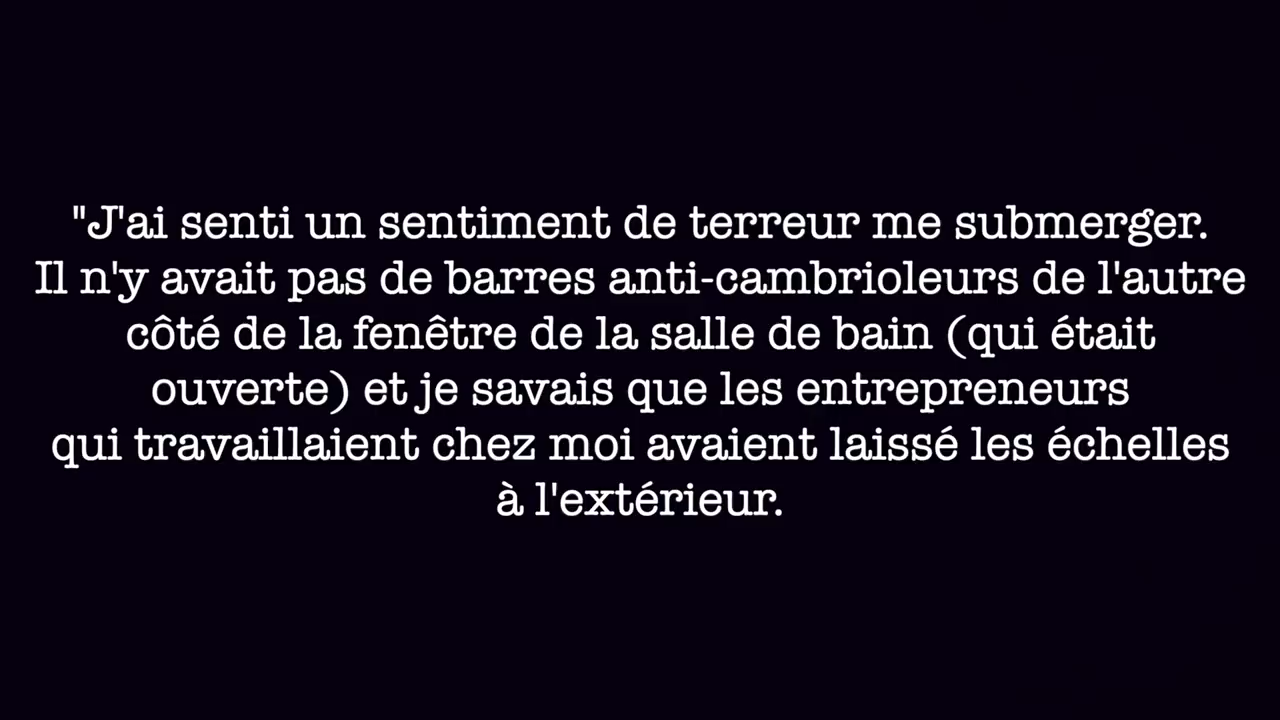 "J'ai senti un sentiment de terreur me submerger.
Il n'y avait pas de barres anti-cambrioleurs de l'autre
côté de la fenêtre de la salle de bain (qui était
ouverte) et je savais que les entrepreneurs
qui travaillaient chez moi avaient laissé les échelles
à l'extérieur.